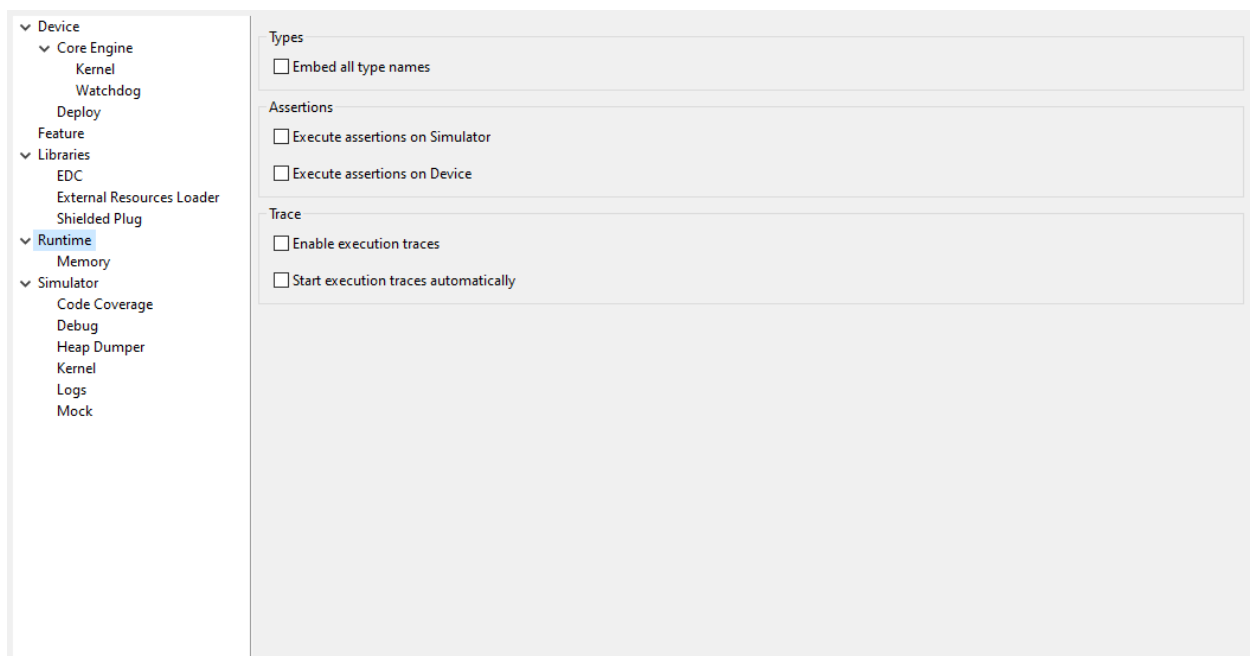 Device
Core Engine
Kernel
Watchdog
Deploy
Feature
Libraries
EDC
External Resources Loader
Shielded Plug
Runtime
Memory
Simulator
Code Coverage
Debug
Heap Dumper
Kernel
Logs
Mock
Types
Embed all type names
Assertions
Execute assertions on Simulator
Execute assertions on Device
Trace
Enable execution traces
Start execution traces automatically